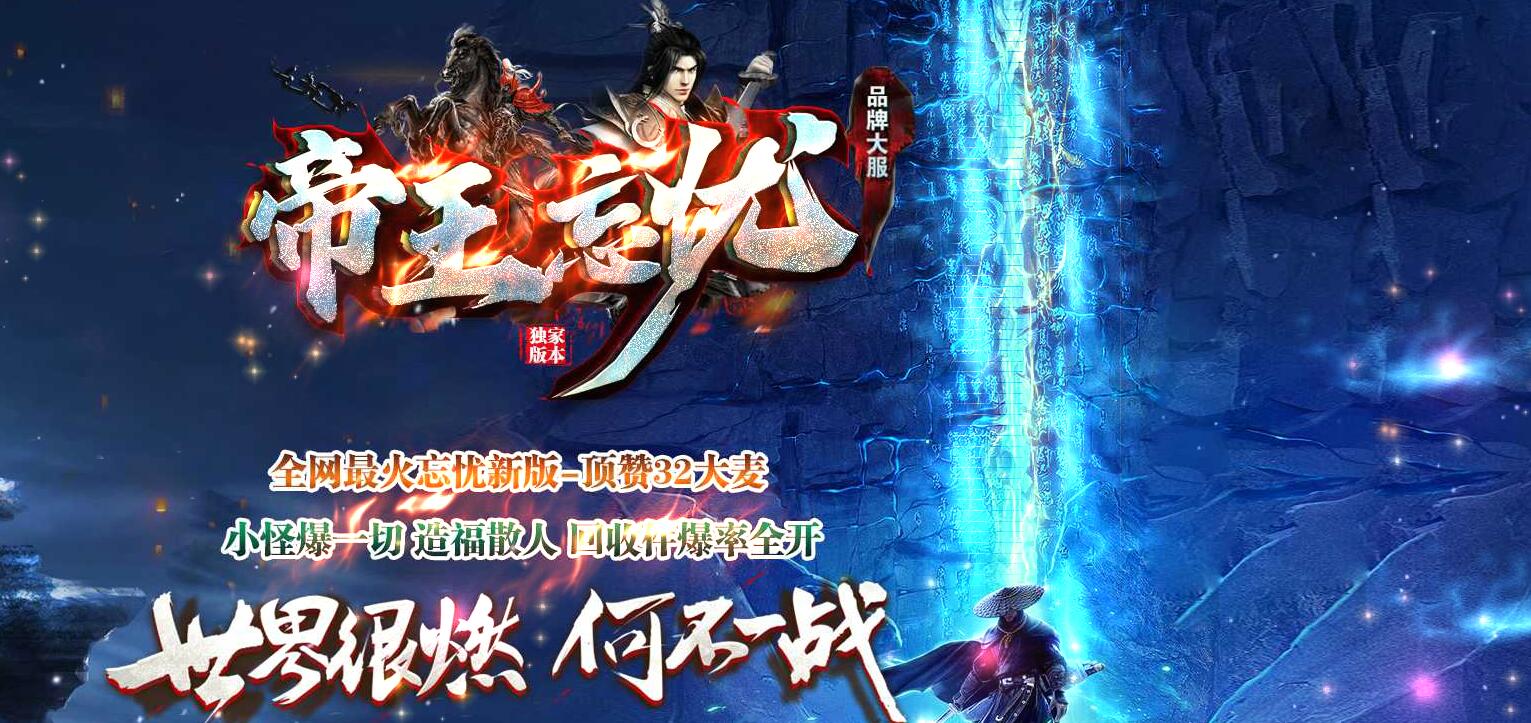 帝王忘忧
品牌大服
独家
版本
全网最火忘忧新版-顶赞32大麦
小怪爆一切 造福散人 回收件爆率全开
世界很燃 何不一战